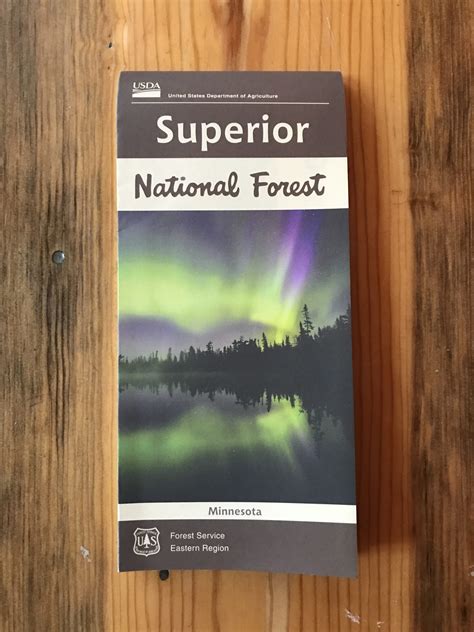 USDA
United States Department of Agriculture
Superior
National Forest
Minnesota
U S
Forest Service
Eastern Region